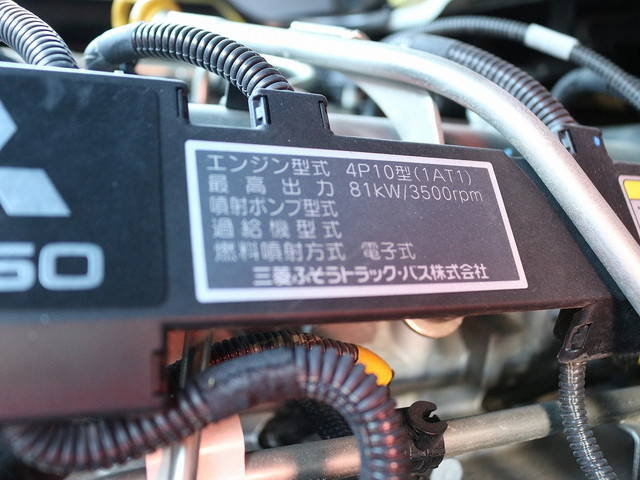 エンジン型式 4P10型(1AT1)
最高出力 81kW/3500rpm
噴射ポンプ型式
過給機型式
燃料噴射方式 電子式
三菱ふそうトラック・バス株式会社
SO